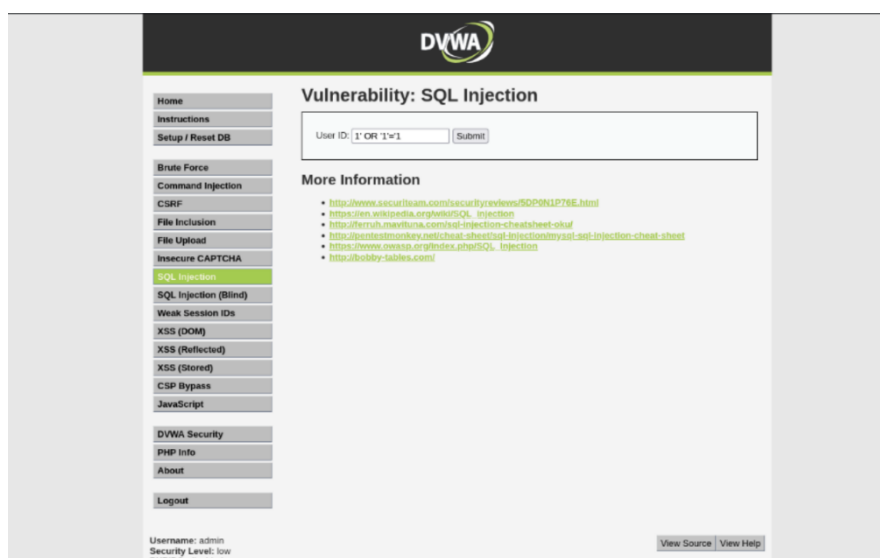 DVWA
Vulnerability: SQL Injection
Home
Instructions
Setup / Reset DB
Brute Force
Command Injection
CSRF
File Inclusion
File Upload
Insecure CAPTCHA
SQL Injection
SQL Injection (Blind)
Weak Session IDs
XSS (DOM)
XSS (Reflected)
XSS (Stored)
CSP Bypass
JavaScript
DVWA Security
PHP Info
About
Logout
User ID: 1' OR '1'='1 Submit
More Information
http://www.securiteam.com/securityreviews/5DP0N1P76E.html
https://en.wikipedia.org/wiki/SQL_injection
http://ferruh.mavituna.com/sql-injection-cheatsheet-oku/
http://pentestmonkey.net/cheat-sheet/sql-injection/mysql-sql-injection-cheat-sheet
https://www.owasp.org/index.php/SQL_Injection
http://bobby-tables.com/
Username: admin
Security Level: low
View Source View Help